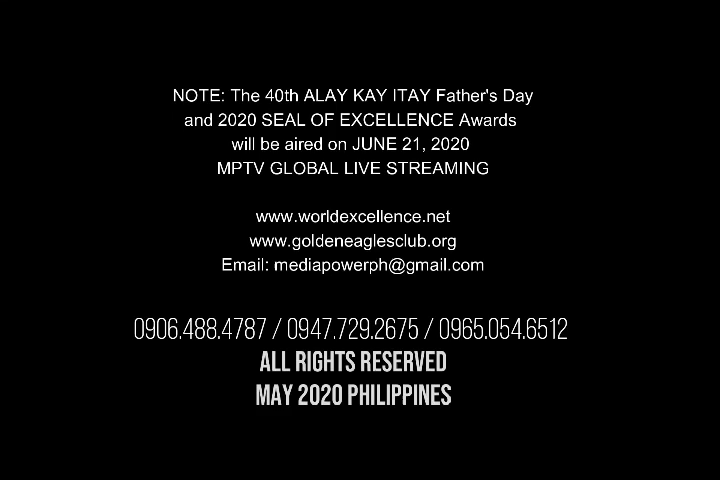 NOTE: The 40th ALAY KAY ITAY Father's Day
and 2020 SEAL OF EXCELLENCE Awards
will be aired on JUNE 21, 2020
MPTV GLOBAL LIVE STREAMING
www.worldexcellence.net
www.goldeneaglesclub.org
Email: mediapowerph@gmail.com
0906.488.4787 / 0947.729.2675 / 0965.054.6512
ALL RIGHTS RESERVED
MAY 2020 PHILIPPINES